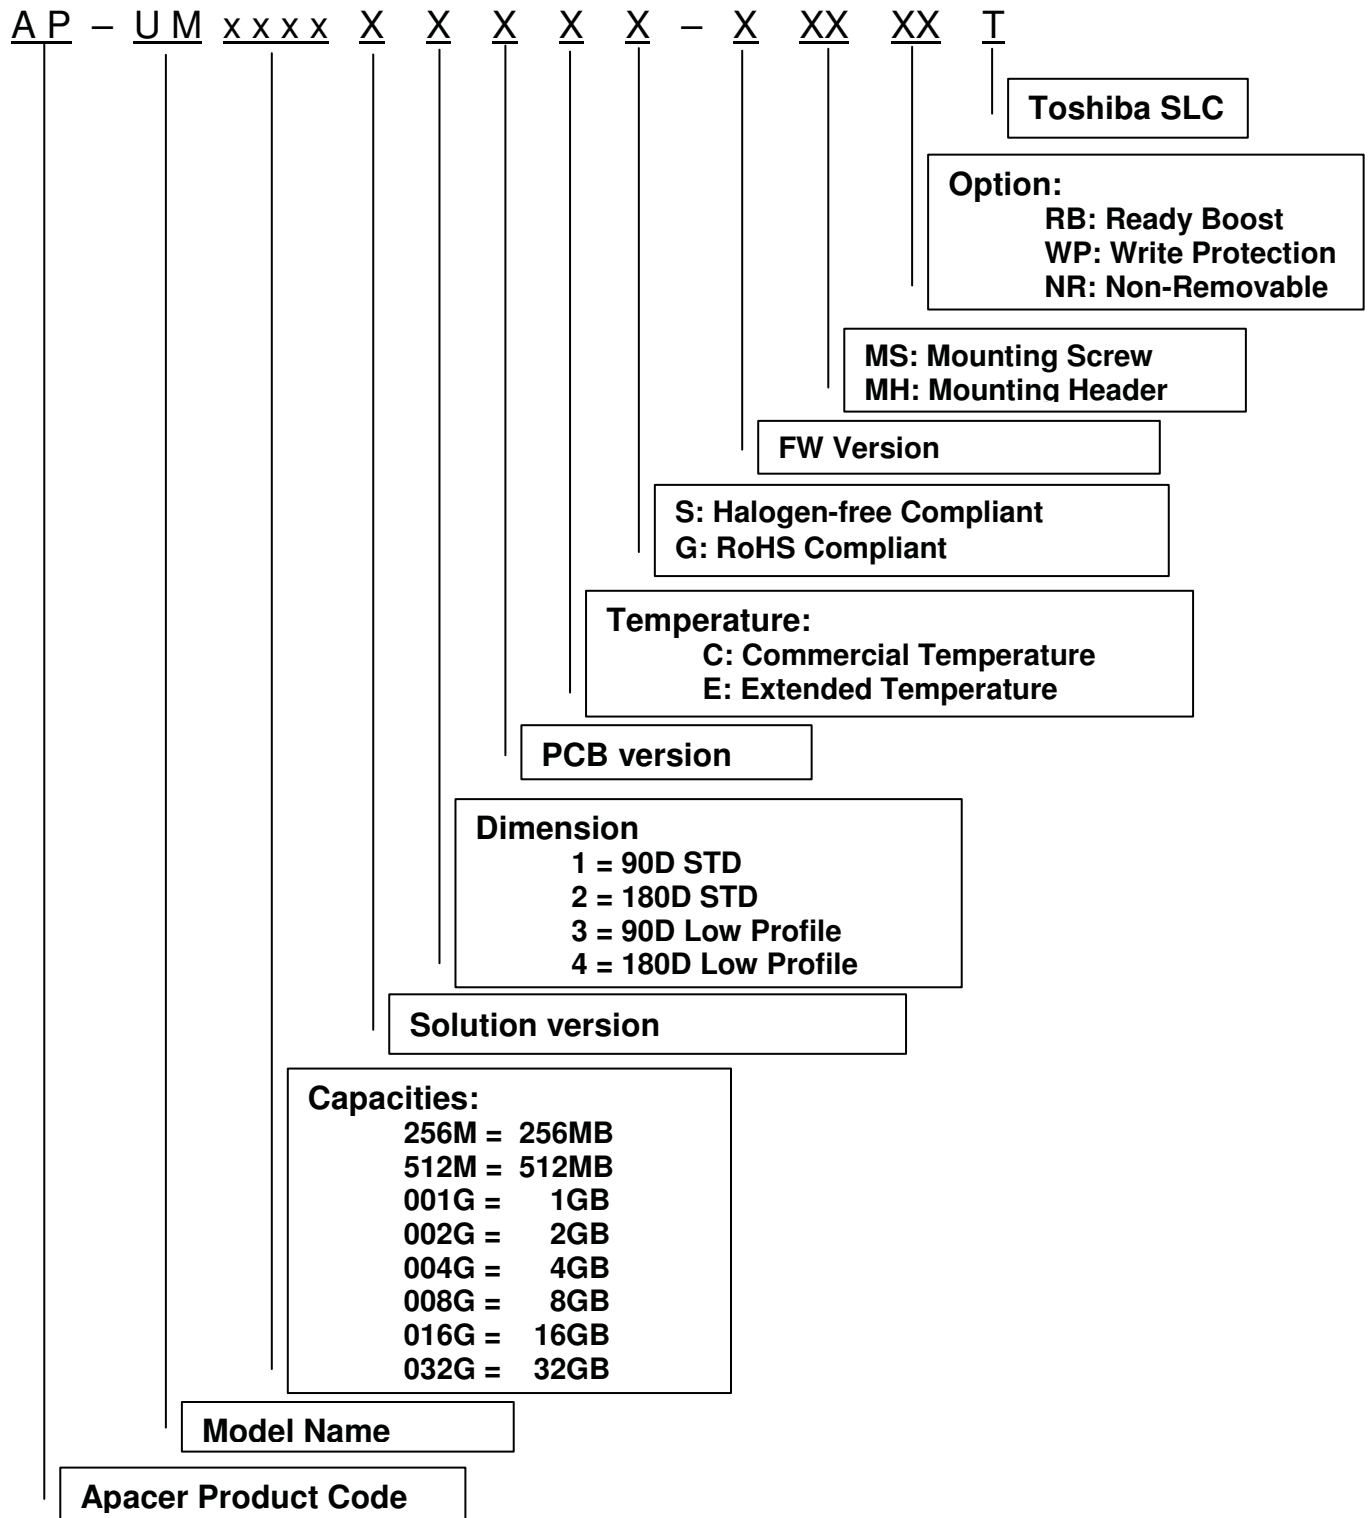 A P – U M x x x x X X X X X – X XX XX T
Toshiba SLC
Option:
RB: Ready Boost
WP: Write Protection
NR: Non-Removable
MS: Mounting Screw
MH: Mounting Header
FW Version
S: Halogen-free Compliant
G: RoHS Compliant
Temperature:
C: Commercial Temperature
E: Extended Temperature
PCB version
Dimension
1 = 90D STD
2 = 180D STD
3 = 90D Low Profile
4 = 180D Low Profile
Solution version
Capacities:
256M = 256MB
512M = 512MB
001G = 1GB
002G = 2GB
004G = 4GB
008G = 8GB
016G = 16GB
032G = 32GB
Model Name
Apacer Product Code